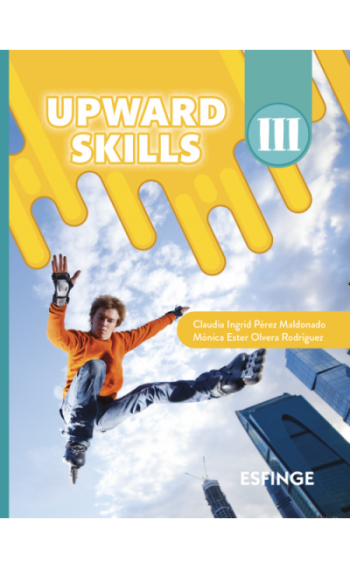 UPWARD
SKILLS
III
Claudia Ingrid Pérez Maldonado
Mónica Ester Olvera Rodríguez
ESFINGE